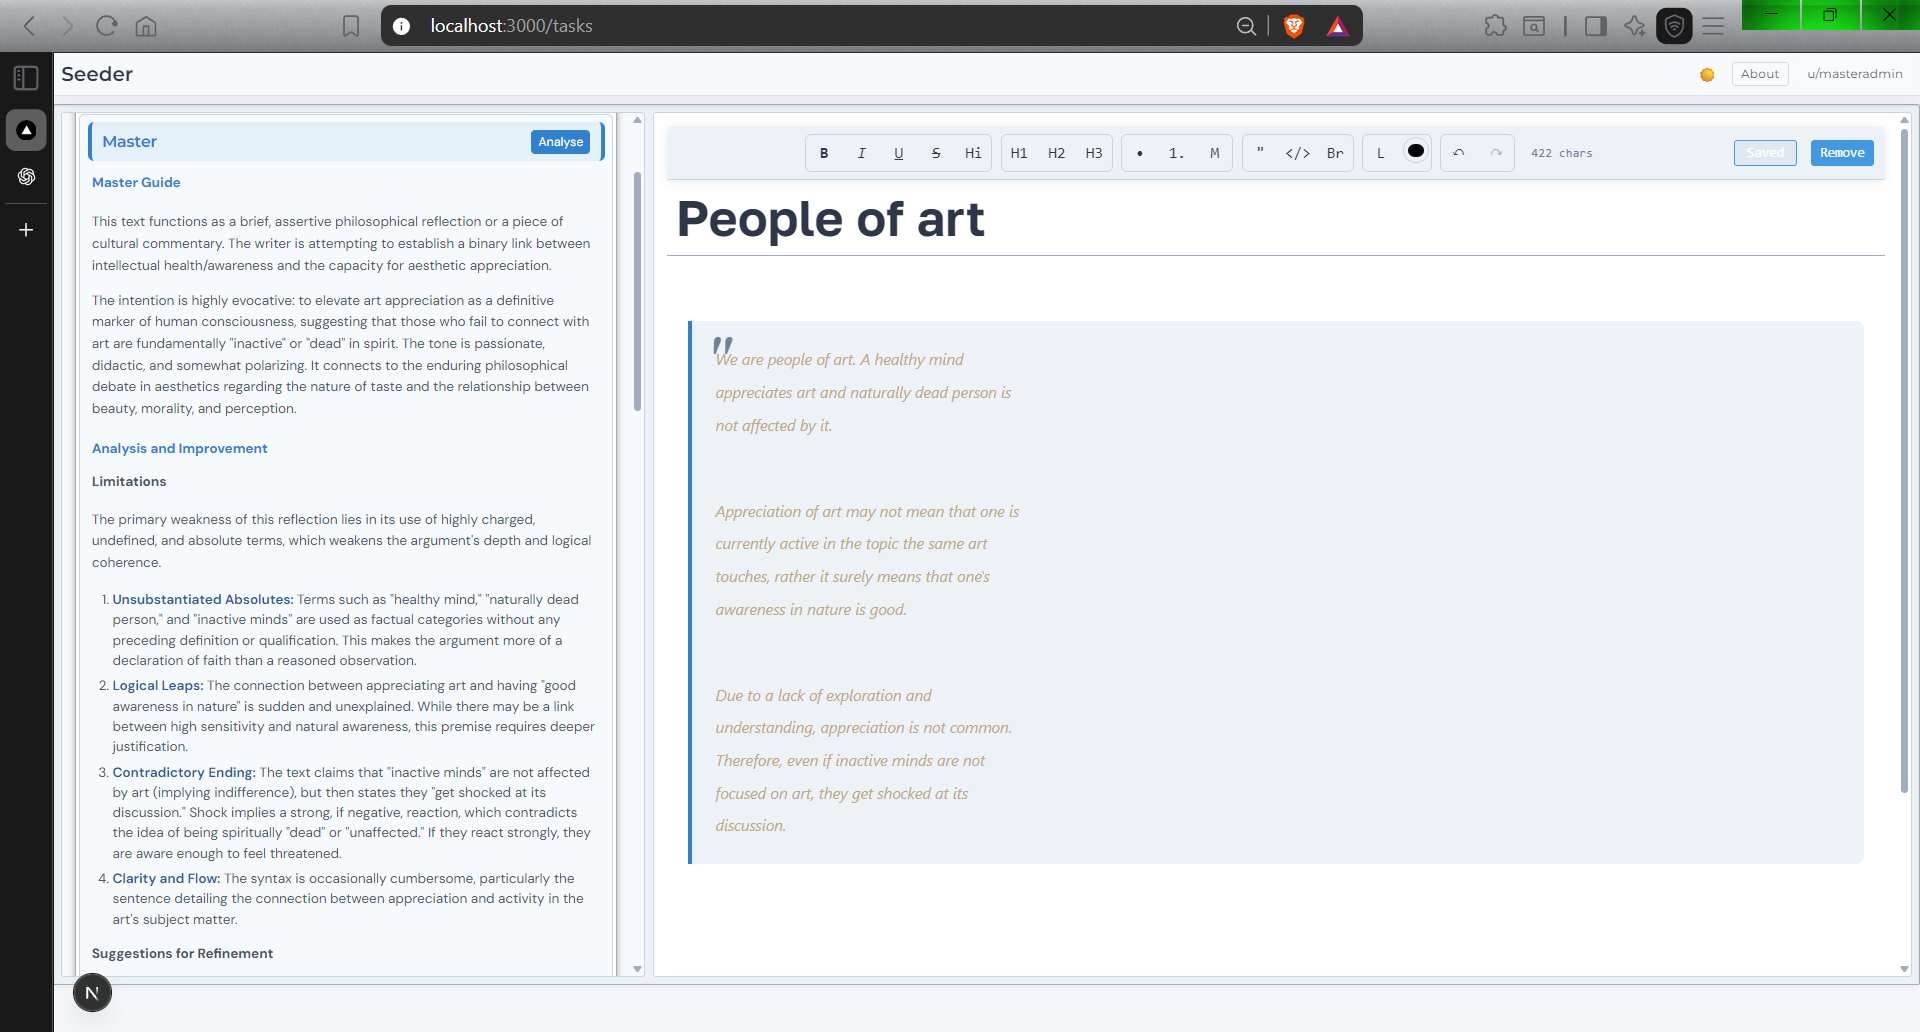 localhost:3000/tasks
Seeder
About
u/masteradmin
Master
Analyse
Master Guide
This text functions as a brief, assertive philosophical reflection or a piece of
cultural commentary. The writer is attempting to establish a binary link between
intellectual health/awareness and the capacity for aesthetic appreciation.
The intention is highly evocative: to elevate art appreciation as a definitive
marker of human consciousness, suggesting that those who fail to connect with
art are fundamentally "inactive" or "dead" in spirit. The tone is passionate,
didactic, and somewhat polarizing. It connects to the enduring philosophical
debate in aesthetics regarding the nature of taste and the relationship between
beauty, morality, and perception.
Analysis and Improvement
Limitations
The primary weakness of this reflection lies in its use of highly charged,
undefined, and absolute terms, which weakens the argument's depth and logical
coherence.
1. Unsubstantiated Absolutes: Terms such as "healthy mind," "naturally dead
person," and "inactive minds" are used as factual categories without any
preceding definition or qualification. This makes the argument more of a
declaration of faith than a reasoned observation.
2. Logical Leaps: The connection between appreciating art and having "good
awareness in nature" is sudden and unexplained. While there may be a link
between high sensitivity and natural awareness, this premise requires deeper
justification.
3. Contradictory Ending: The text claims that "inactive minds" are not affected
by art (implying indifference), but then states they "get shocked at its
discussion." Shock implies a strong, if negative, reaction, which contradicts
the idea of being spiritually "dead" or "unaffected." If they react strongly, they
are aware enough to feel threatened.
4. Clarity and Flow: The syntax is occasionally cumbersome, particularly the
sentence detailing the connection between appreciation and activity in the
art's subject matter.
Suggestions for Refinement
N
B I U S Hi H1 H2 H3 • 1. M " </> Br L 422 chars Saved Remove
People of art
"
We are people of art. A healthy mind
appreciates art and naturally dead person is
not affected by it.
Appreciation of art may not mean that one is
currently active in the topic the same art
touches, rather it surely means that one's
awareness in nature is good.
Due to a lack of exploration and
understanding, appreciation is not common.
Therefore, even if inactive minds are not
focused on art, they get shocked at its
discussion.